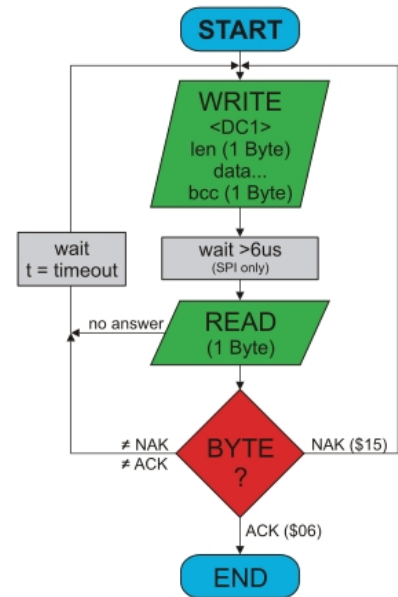 START
WRITE
<DC1>
len (1 Byte)
data...
bcc (1 Byte)
wait
t = timeout
wait >6us
(SPI only)
no answer
READ
(1 Byte)
≠ NAK
≠ ACK
BYTE
?
NAK ($15)
ACK ($06)
END